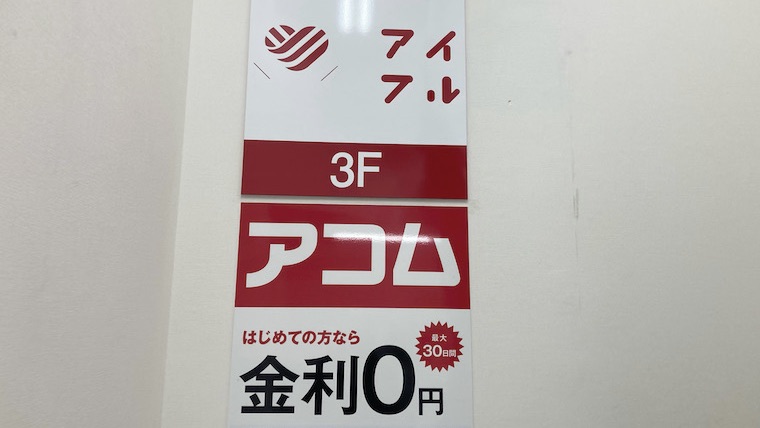 アイ
フル
3F
アコム
はじめての方なら
最大
30日間
金利0円